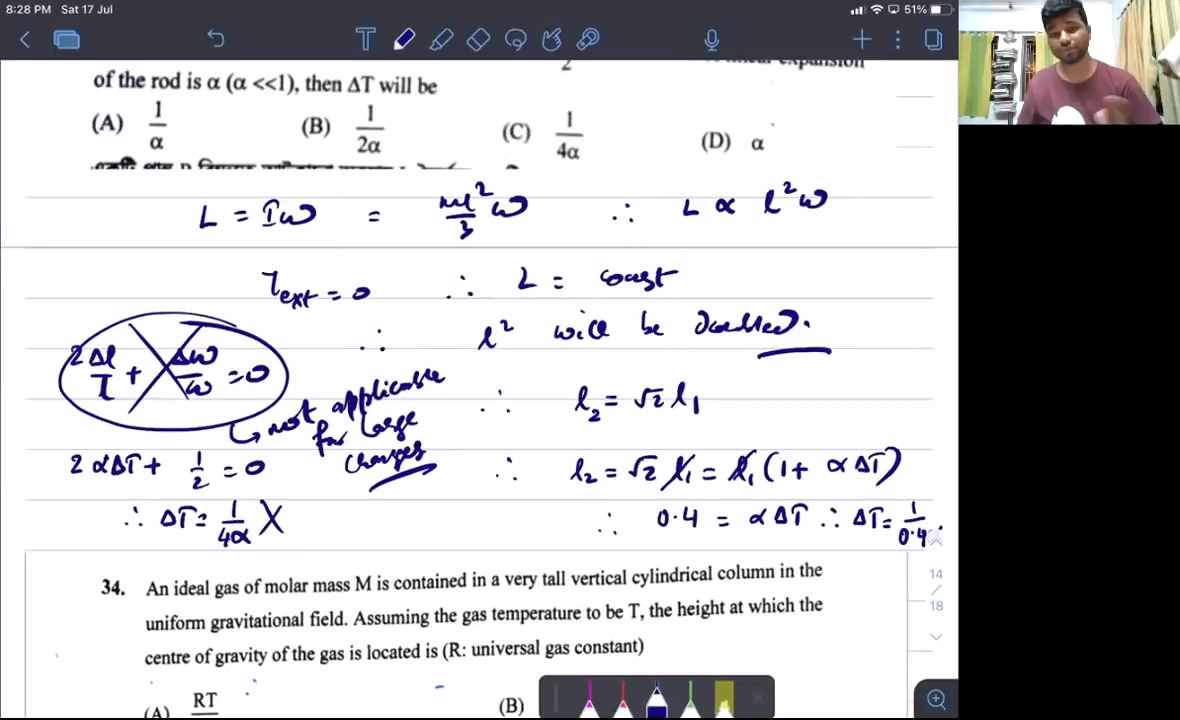 8:28 PM Sat 17 Jul
51%
of the rod is α (α <<1), then ΔT will be
(A) 1/α (B) 1/2α (C) 1/4α (D) α
L = Iω = ml²/3 ω ∴ L ∝ l²ω
τext = 0 ∴ L = const
∴ l² will be doubled.
2Δl/l + Δω/ω = 0
↳ not applicable for large changes
∴ l₂ = √2 l₁
2αΔT + 1/2 = 0
∴ l₂ = √2 l₁ = l₁ (1 + αΔT)
∴ ΔT = 1/4α X
∴ 0.4 = αΔT ∴ ΔT = 1/0.4
34. An ideal gas of molar mass M is contained in a very tall vertical cylindrical column in the
uniform gravitational field. Assuming the gas temperature to be T, the height at which the
centre of gravity of the gas is located is (R: universal gas constant)
(A) RT
(B)
14
/
18